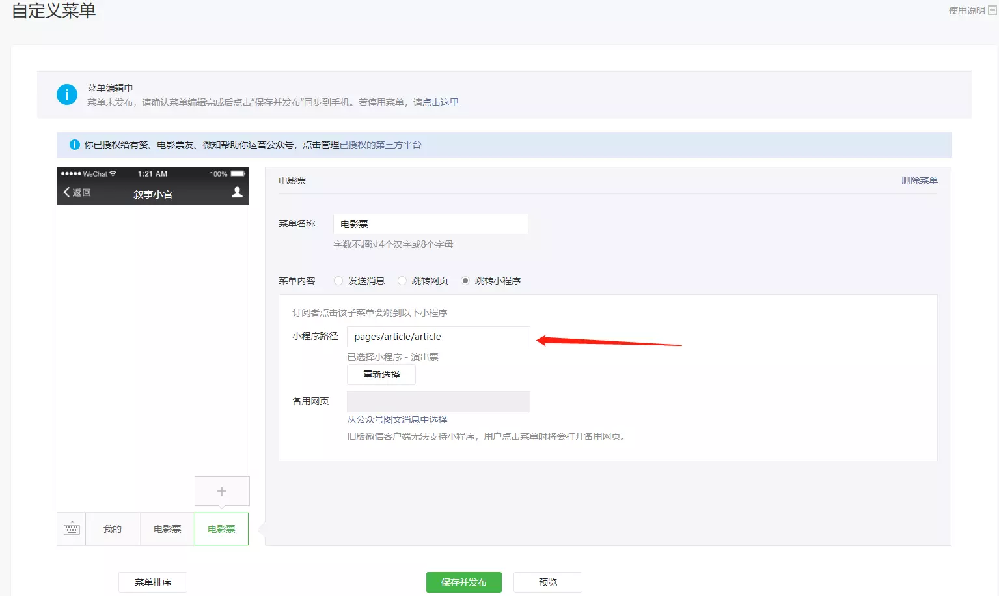 自定义菜单
使用说明
菜单编辑中
菜单未发布，请确认菜单编辑完成后点击“保存并发布”同步到手机。若停用菜单，请点击这里
你已授权给有赞、电影票友、微知帮助你运营公众号，点击管理已授权的第三方平台
WeChat 1:21 AM 100%
返回 叙事小官
电影票 删除菜单
菜单名称 电影票
字数不超过4个汉字或8个字母
菜单内容 发送消息 跳转网页 跳转小程序
订阅者点击该子菜单会跳到以下小程序
小程序路径 pages/article/article
已选择小程序 - 演出票
重新选择
备用网页
从公众号图文消息中选择
旧版微信客户端无法支持小程序，用户点击菜单时将会打开备用网页。
+
我的 电影票 电影票
菜单排序 保存并发布 预览